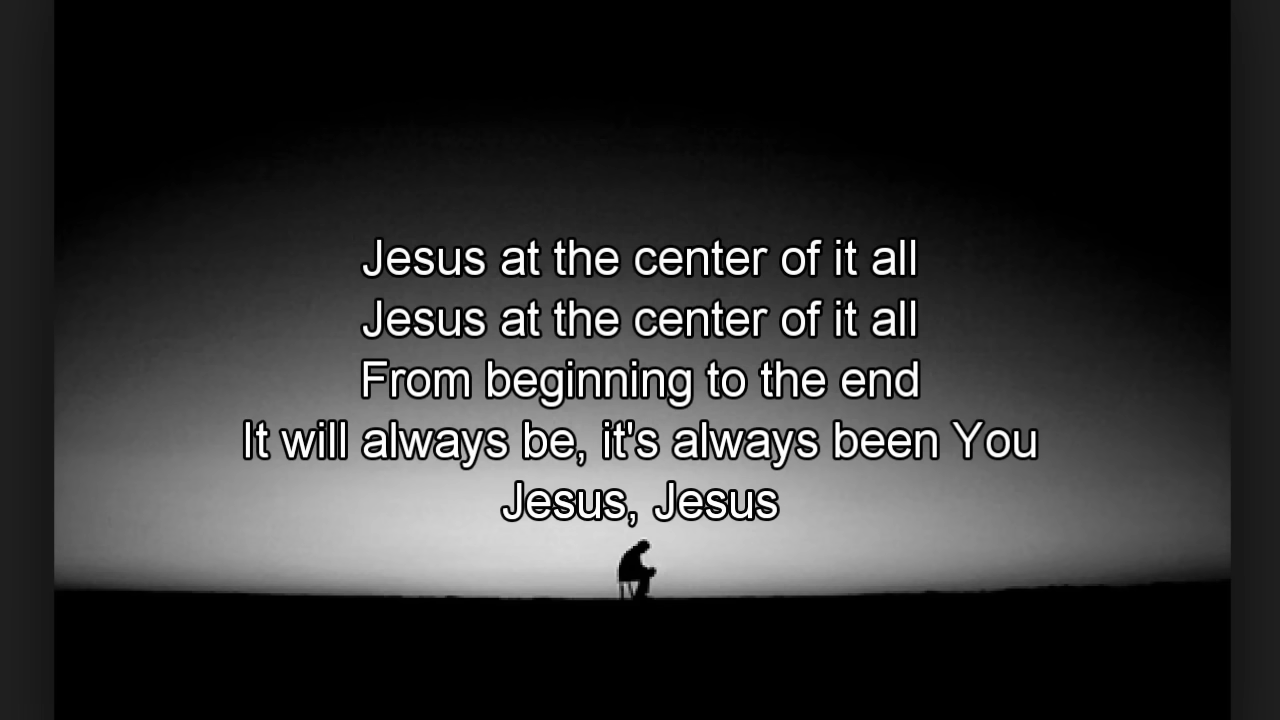 Jesus at the center of it all
Jesus at the center of it all
From beginning to the end
It will always be, it's always been You
Jesus, Jesus